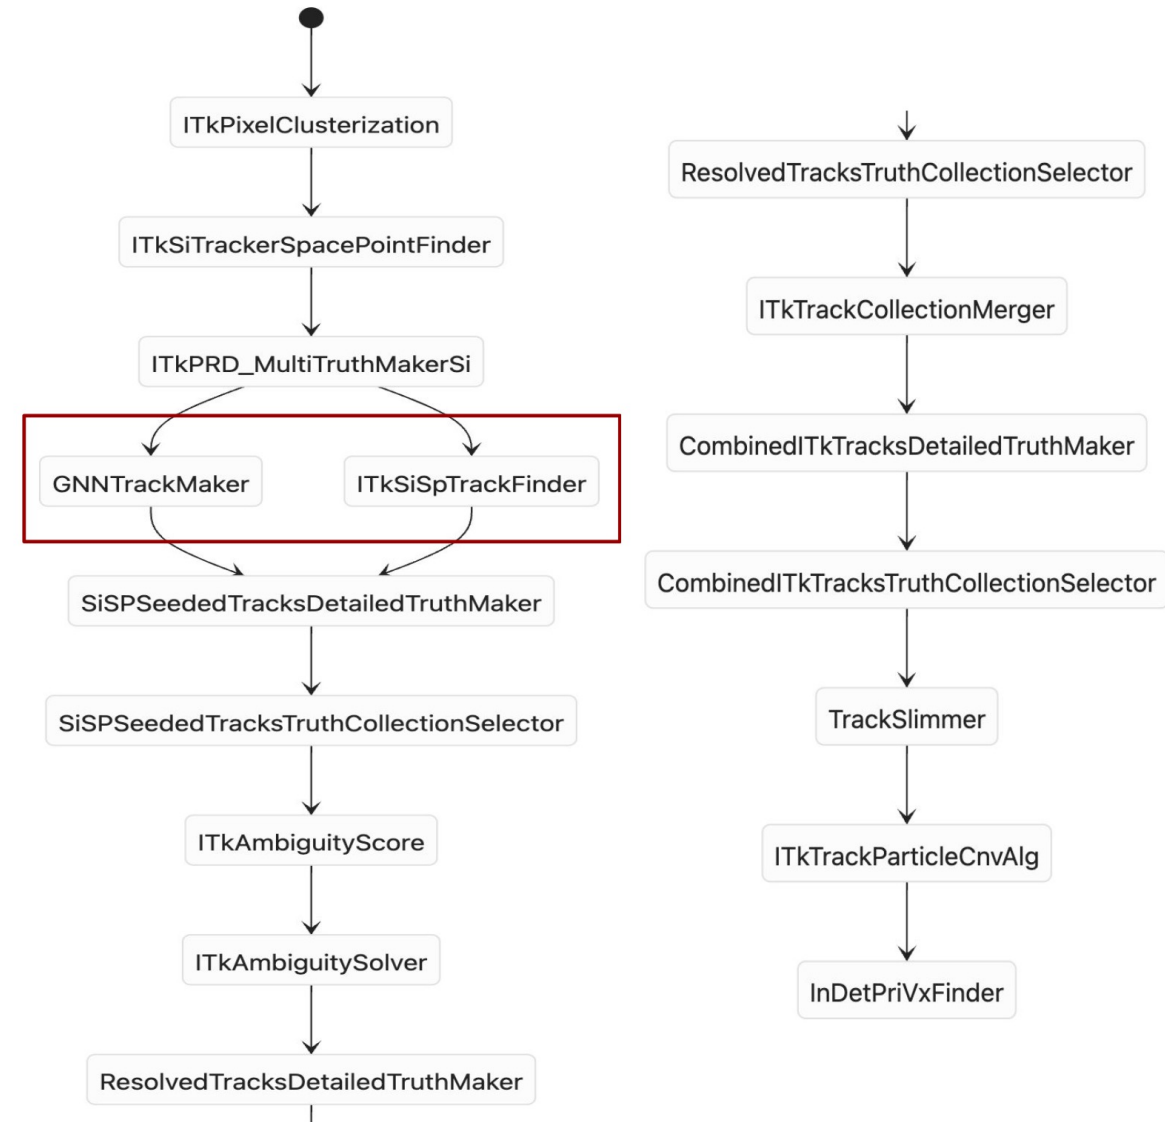 ITkPixelClusterization
ITkSiTrackerSpacePointFinder
ITkPRD_MultiTruthMakerSi
GNNTrackMaker
ITkSiSpTrackFinder
SiSPSeededTracksDetailedTruthMaker
SiSPSeededTracksTruthCollectionSelector
ITkAmbiguityScore
ITkAmbiguitySolver
ResolvedTracksDetailedTruthMaker
ResolvedTracksTruthCollectionSelector
ITkTrackCollectionMerger
CombinedITkTracksDetailedTruthMaker
CombinedITkTracksTruthCollectionSelector
TrackSlimmer
ITkTrackParticleCnvAlg
InDetPriVxFinder